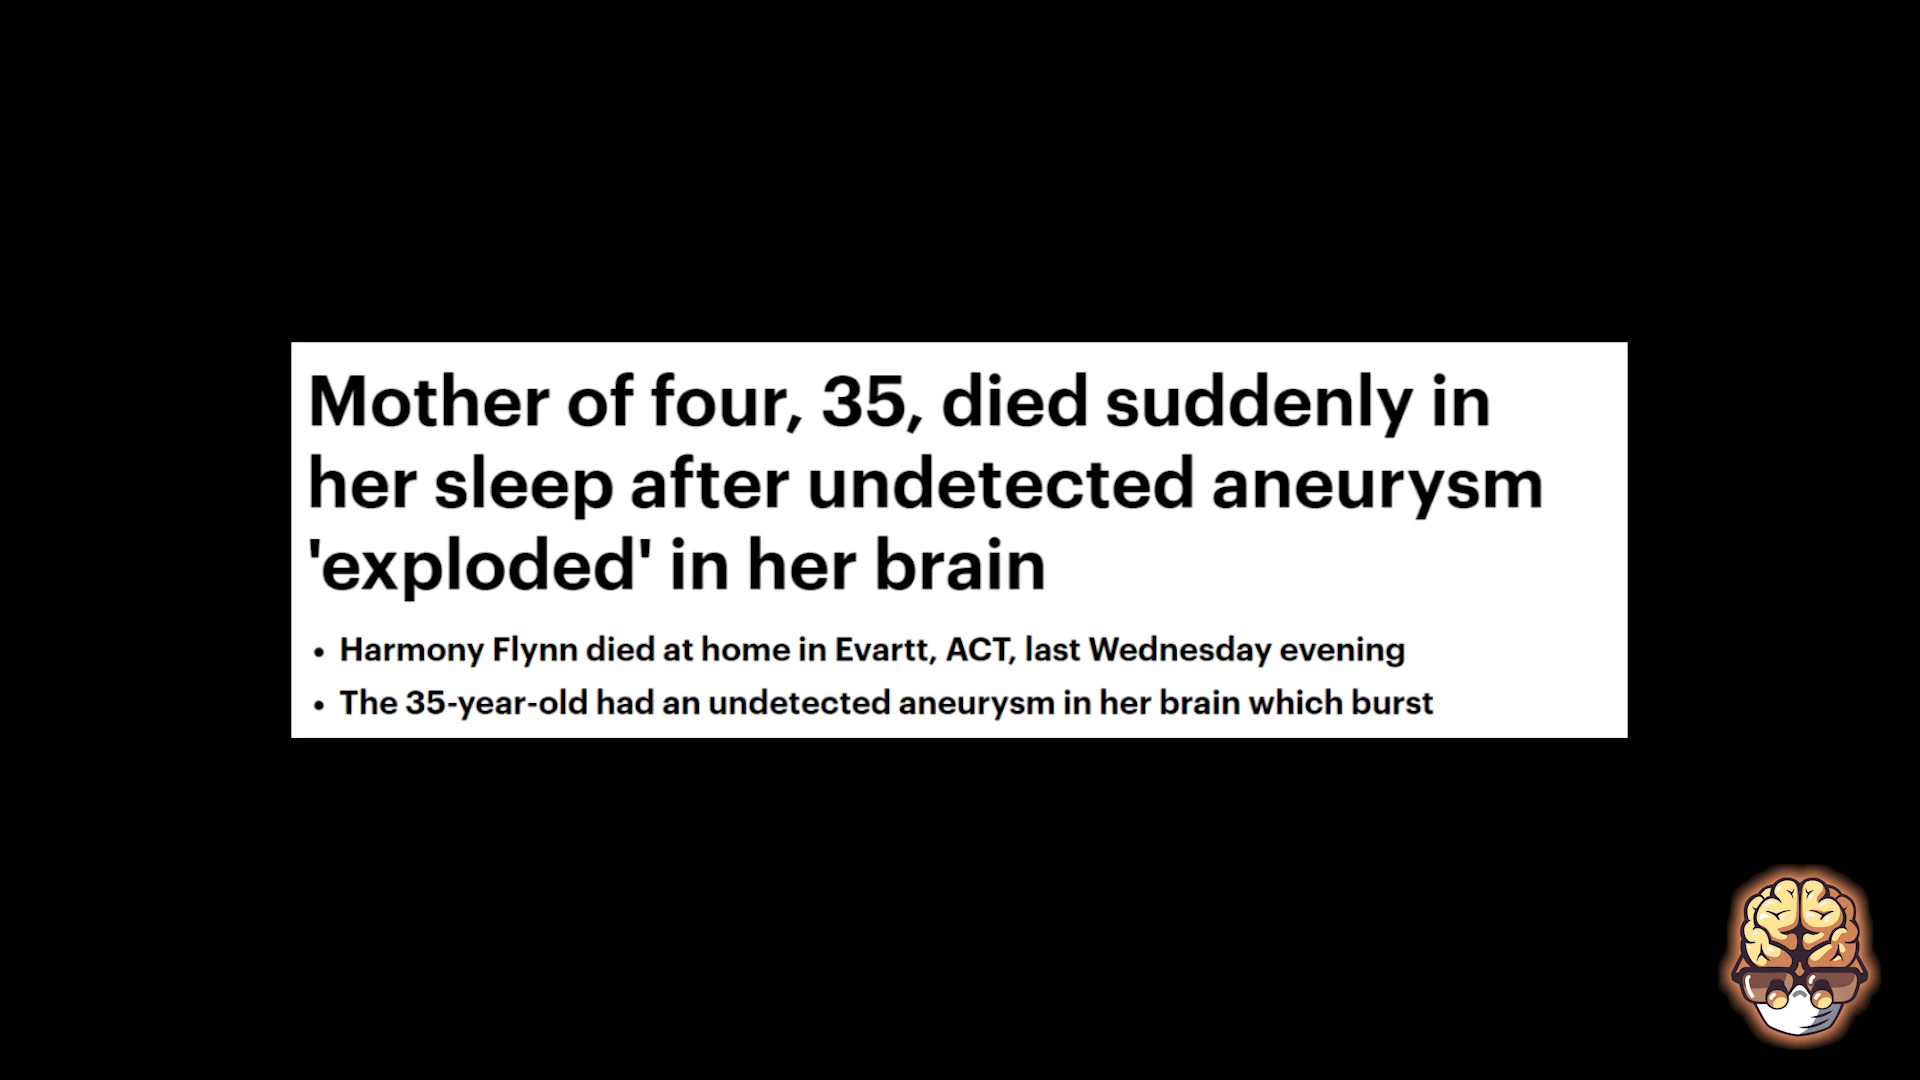 Mother of four, 35, died suddenly in
her sleep after undetected aneurysm
'exploded' in her brain
• Harmony Flynn died at home in Evartt, ACT, last Wednesday evening
• The 35-year-old had an undetected aneurysm in her brain which burst